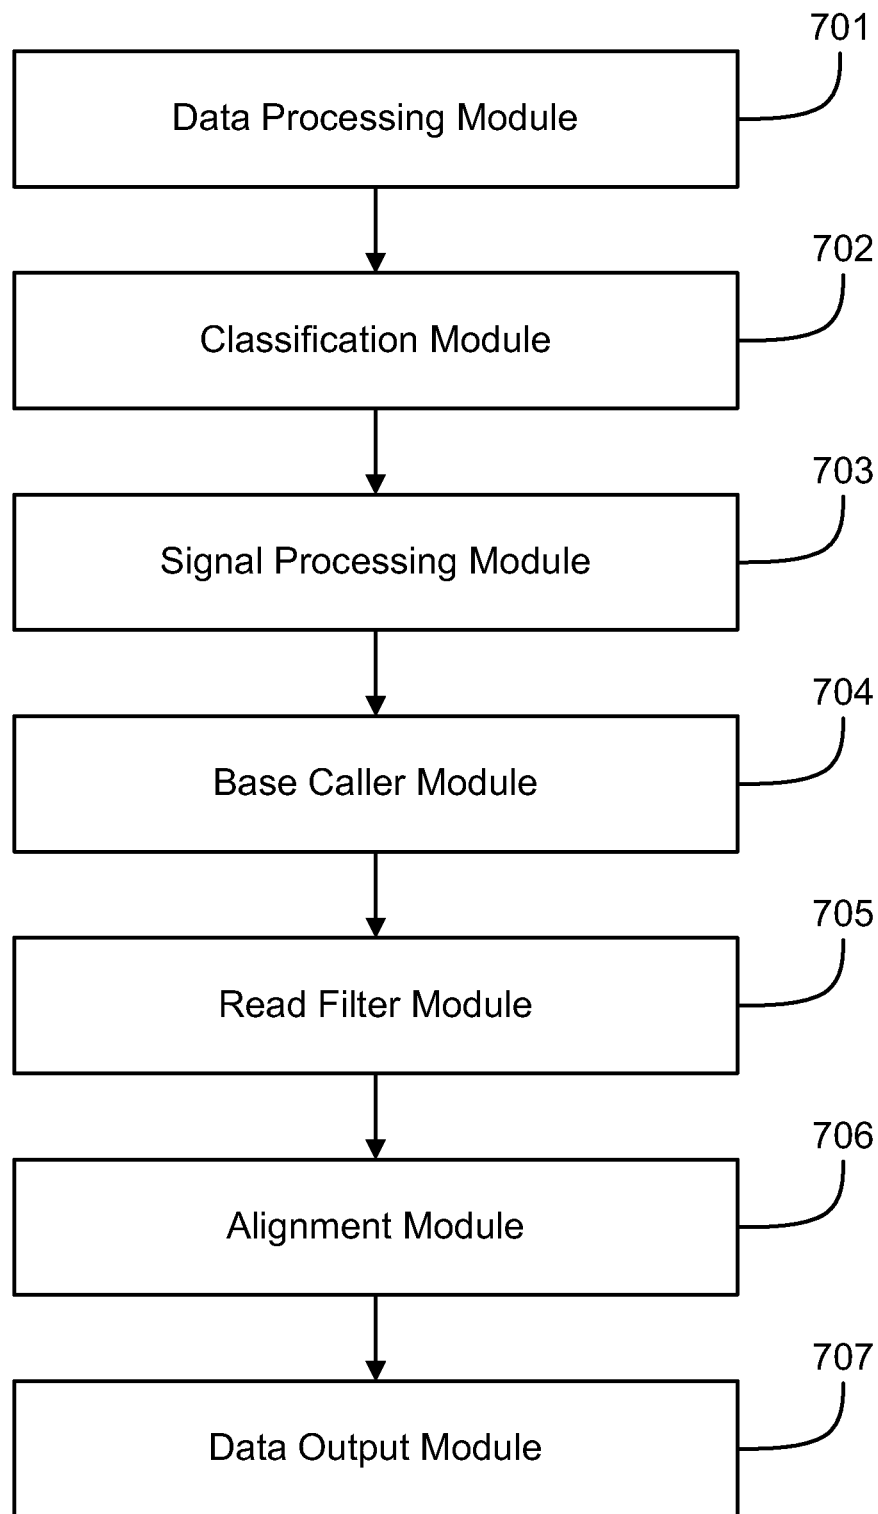 701
Data Processing Module
702
Classification Module
703
Signal Processing Module
704
Base Caller Module
705
Read Filter Module
706
Alignment Module
707
Data Output Module